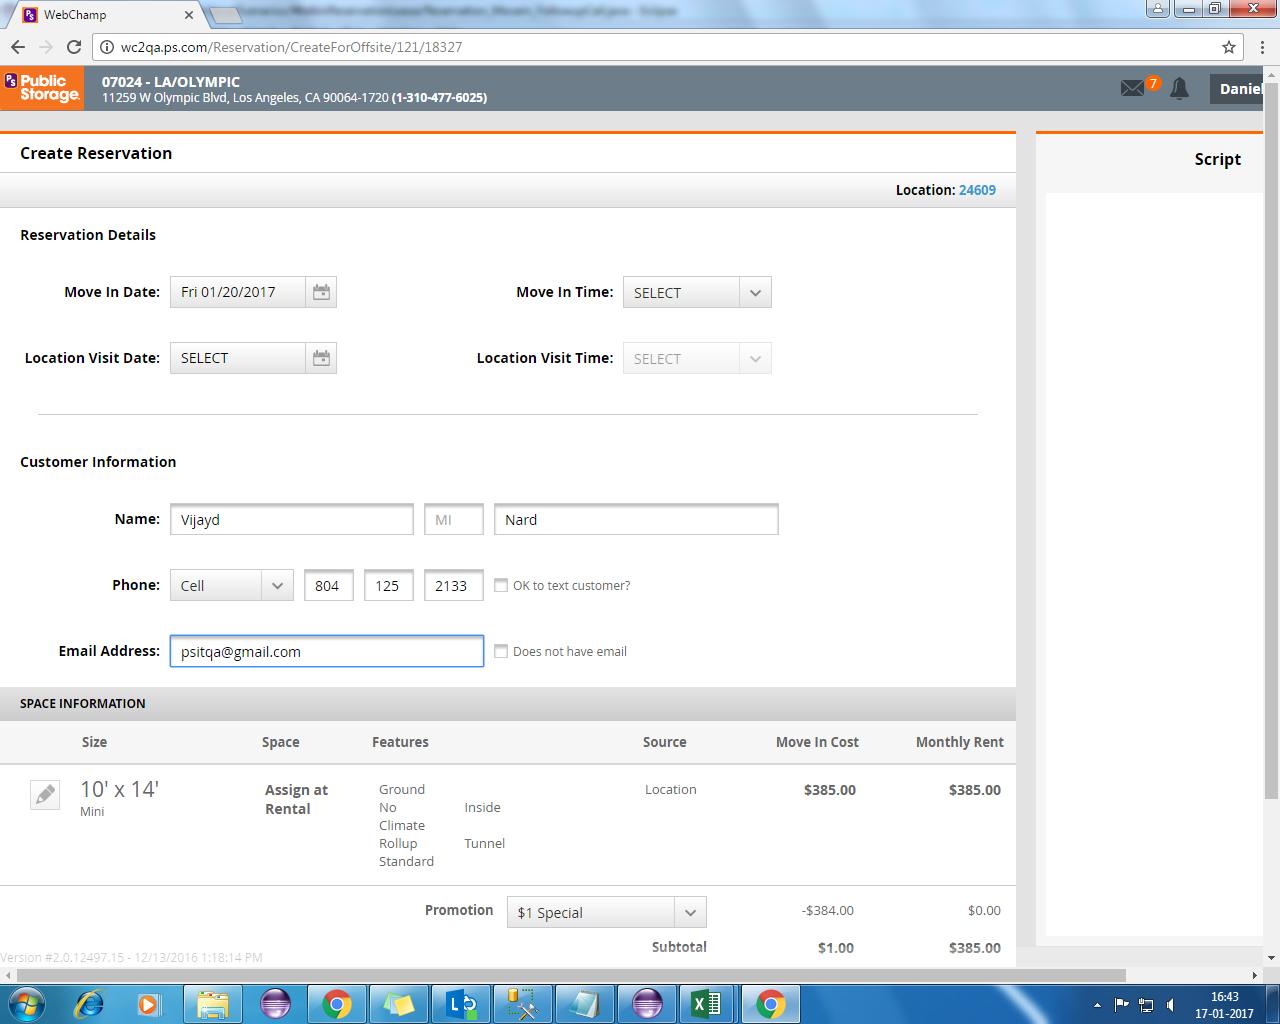 WebChamp
wc2qa.ps.com/Reservation/CreateForOffsite/121/18327
PS Public Storage.
07024 - LA/OLYMPIC
11259 W Olympic Blvd, Los Angeles, CA 90064-1720 (1-310-477-6025)
7
Daniel
Create Reservation
Script
Location: 24609
Reservation Details
Move In Date: Fri 01/20/2017 Move In Time: SELECT
Location Visit Date: SELECT Location Visit Time: SELECT
Customer Information
Name: Vijayd MI Nard
Phone: Cell 804 125 2133 OK to text customer?
Email Address: psitqa@gmail.com Does not have email
SPACE INFORMATION
Size Space Features Source Move In Cost Monthly Rent
10' x 14' Assign at Ground Location $385.00 $385.00
Mini Rental No Inside
Climate
Rollup Tunnel
Standard
Promotion $1 Special -$384.00 $0.00
Subtotal $1.00 $385.00
Version #2.0.12497.15 - 12/13/2016 1:18:14 PM
16:43
17-01-2017